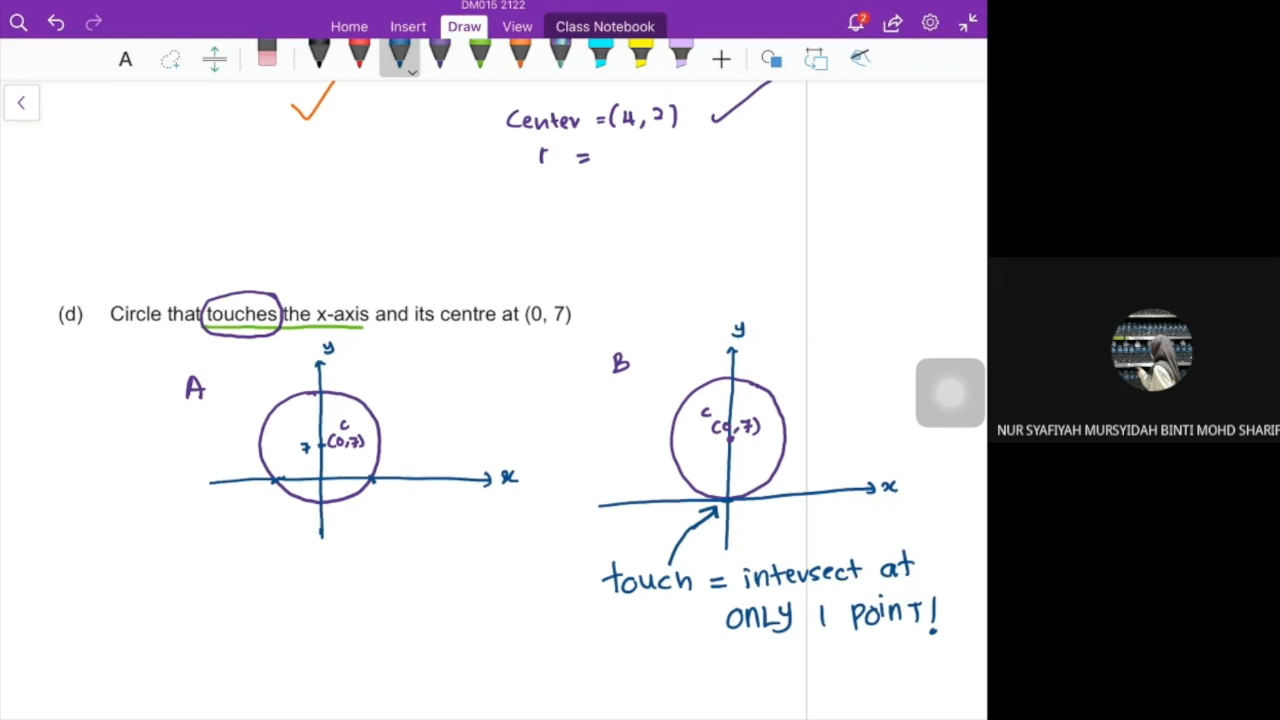 DM015 2122
Home Insert Draw View Class Notebook
2
A
Center = (4, 2)
r =
(d) Circle that touches the x-axis and its centre at (0, 7)
y
y
A
B
c
(0,7)
7
x
c
(0,7)
x
touch = intersect at
ONLY 1 POINT!
NUR SYAFIYAH MURSYIDAH BINTI MOHD SHARIF